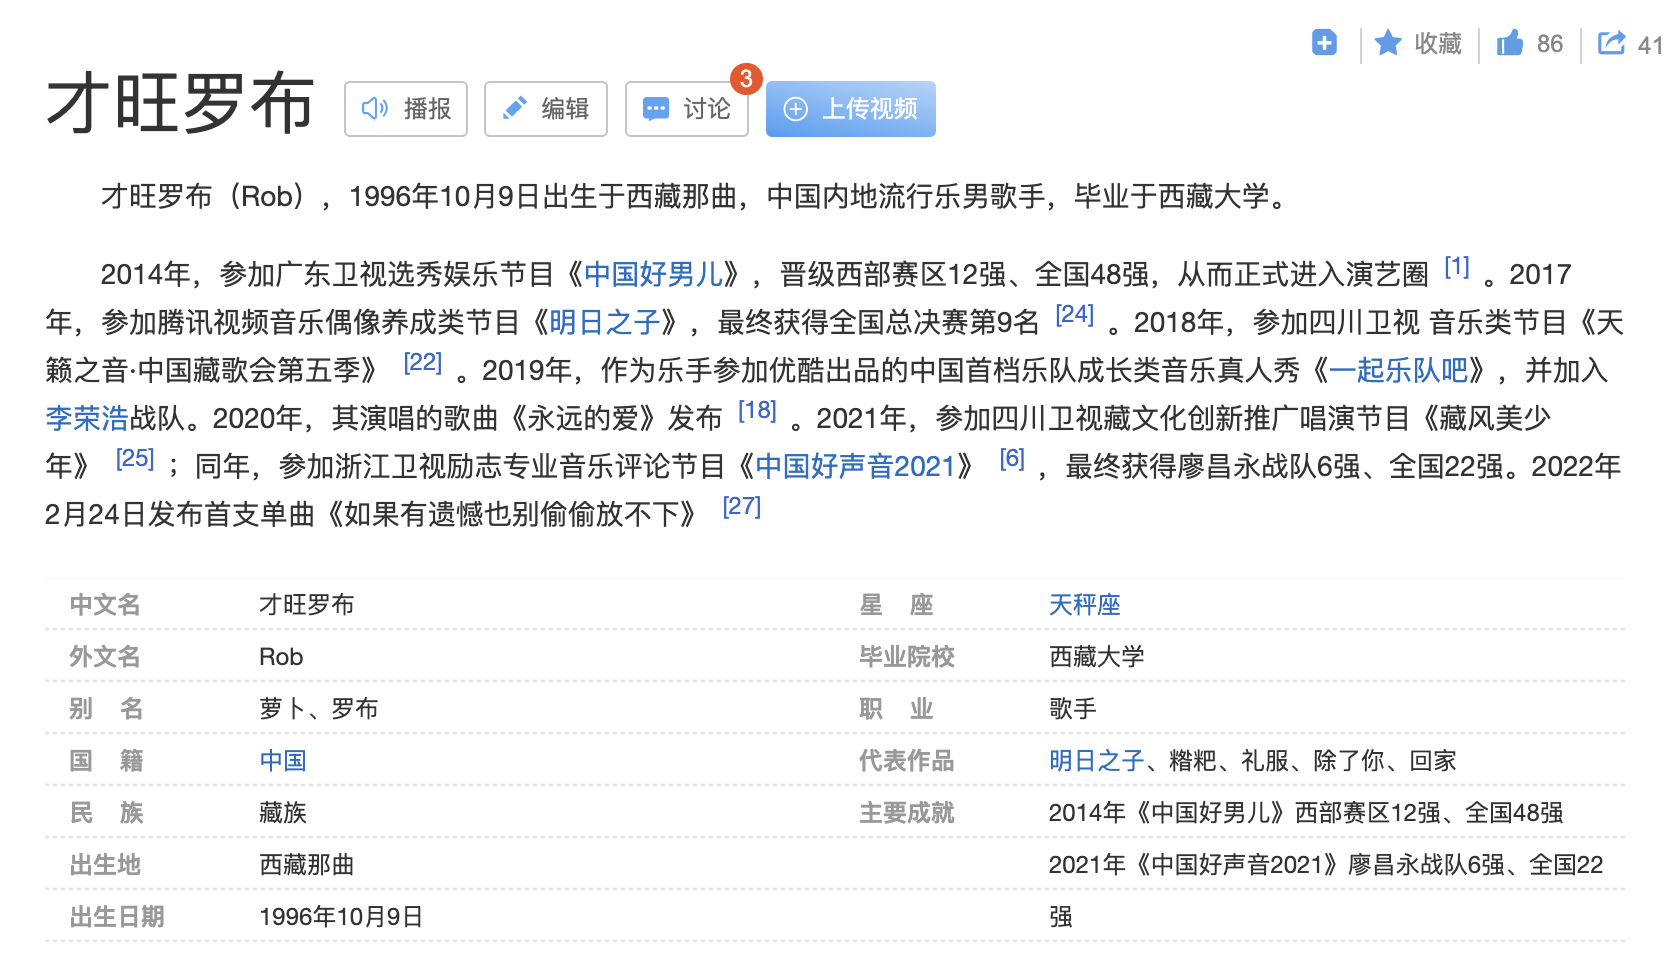 收藏 86 41
才旺罗布 播报 编辑 讨论 3 上传视频
才旺罗布（Rob），1996年10月9日出生于西藏那曲，中国内地流行乐男歌手，毕业于西藏大学。
2014年，参加广东卫视选秀娱乐节目《中国好男儿》，晋级西部赛区12强、全国48强，从而正式进入演艺圈 [1] 。2017
年，参加腾讯视频音乐偶像养成类节目《明日之子》，最终获得全国总决赛第9名 [24] 。2018年，参加四川卫视 音乐类节目《天
籁之音·中国藏歌会第五季》 [22] 。2019年，作为乐手参加优酷出品的中国首档乐队成长类音乐真人秀《一起乐队吧》，并加入
李荣浩战队。2020年，其演唱的歌曲《永远的爱》发布 [18] 。2021年，参加四川卫视藏文化创新推广唱演节目《藏风美少
年》 [25] ；同年，参加浙江卫视励志专业音乐评论节目《中国好声音2021》 [6] ，最终获得廖昌永战队6强、全国22强。2022年
2月24日发布首支单曲《如果有遗憾也别偷偷放不下》 [27]
中文名 才旺罗布 星 座 天秤座
外文名 Rob 毕业院校 西藏大学
别 名 萝卜、罗布 职 业 歌手
国 籍 中国 代表作品 明日之子、糌粑、礼服、除了你、回家
民 族 藏族 主要成就 2014年《中国好男儿》西部赛区12强、全国48强
出生地 西藏那曲 2021年《中国好声音2021》廖昌永战队6强、全国22
出生日期 1996年10月9日 强